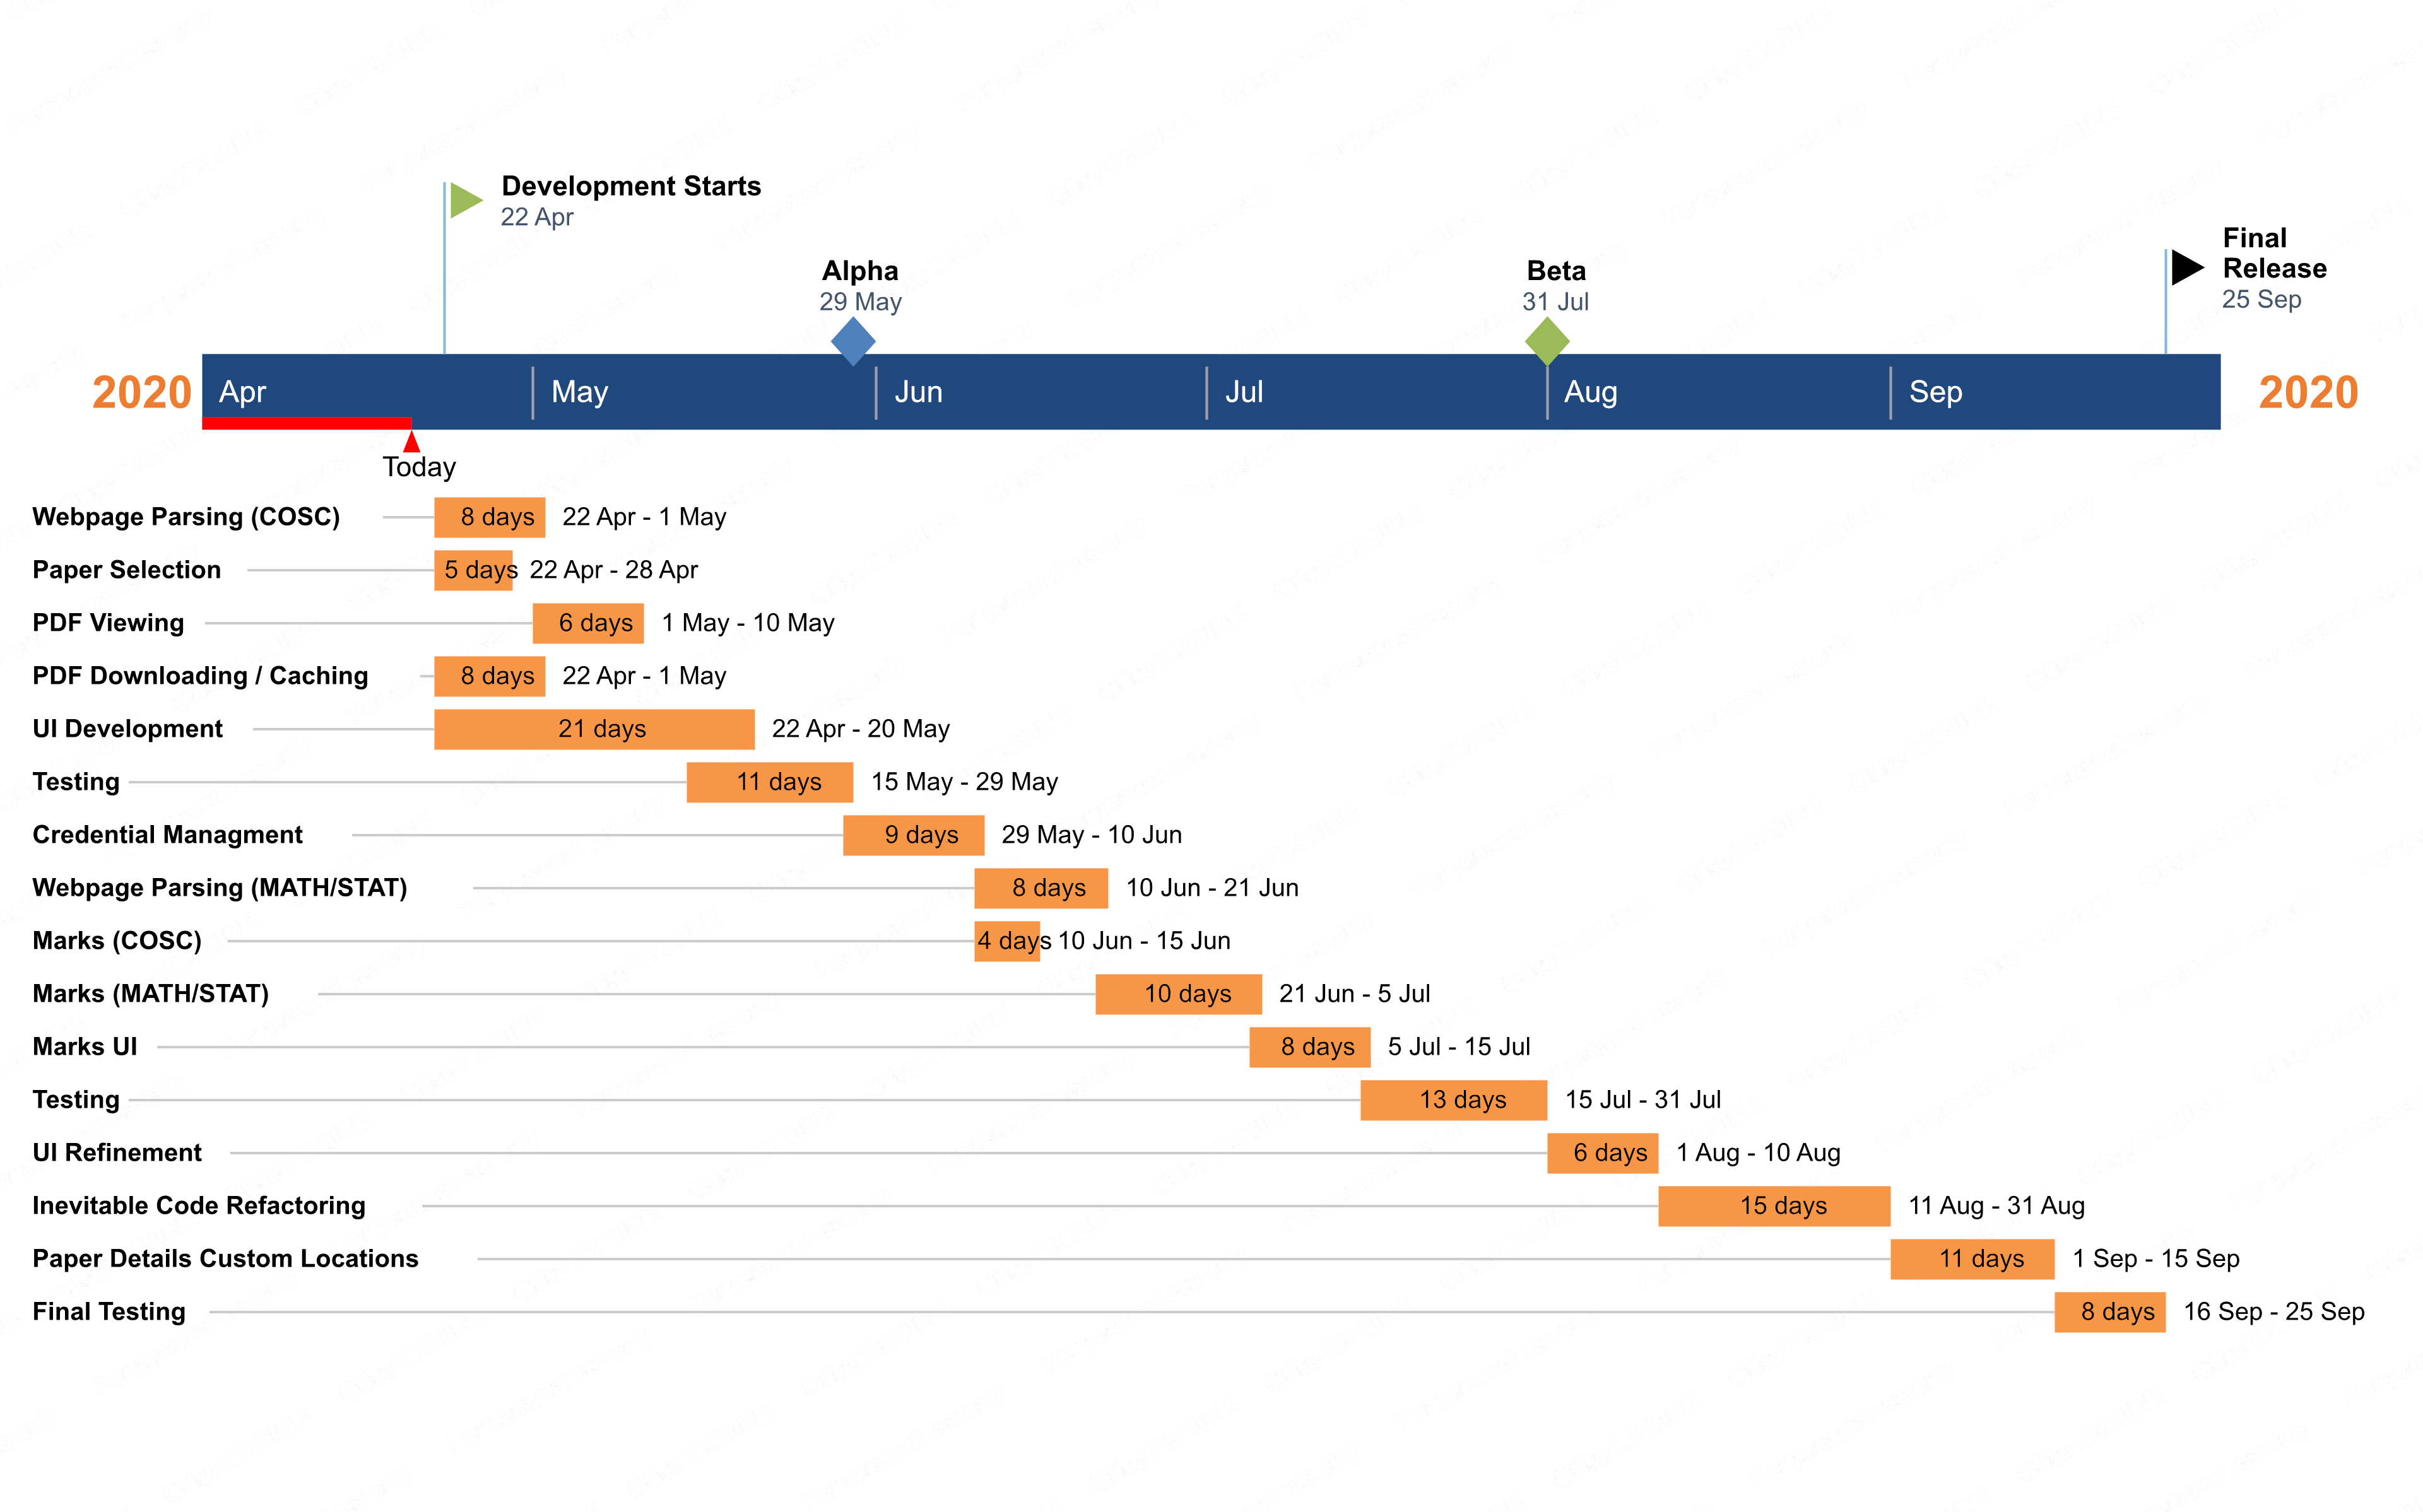 Development Starts
22 Apr
Alpha
29 May
Beta
31 Jul
Final
Release
25 Sep
2020 Apr May Jun Jul Aug Sep 2020
Today
Webpage Parsing (COSC) 8 days 22 Apr - 1 May
Paper Selection 5 days 22 Apr - 28 Apr
PDF Viewing 6 days 1 May - 10 May
PDF Downloading / Caching 8 days 22 Apr - 1 May
UI Development 21 days 22 Apr - 20 May
Testing 11 days 15 May - 29 May
Credential Managment 9 days 29 May - 10 Jun
Webpage Parsing (MATH/STAT) 8 days 10 Jun - 21 Jun
Marks (COSC) 4 days 10 Jun - 15 Jun
Marks (MATH/STAT) 10 days 21 Jun - 5 Jul
Marks UI 8 days 5 Jul - 15 Jul
Testing 13 days 15 Jul - 31 Jul
UI Refinement 6 days 1 Aug - 10 Aug
Inevitable Code Refactoring 15 days 11 Aug - 31 Aug
Paper Details Custom Locations 11 days 1 Sep - 15 Sep
Final Testing 8 days 16 Sep - 25 Sep